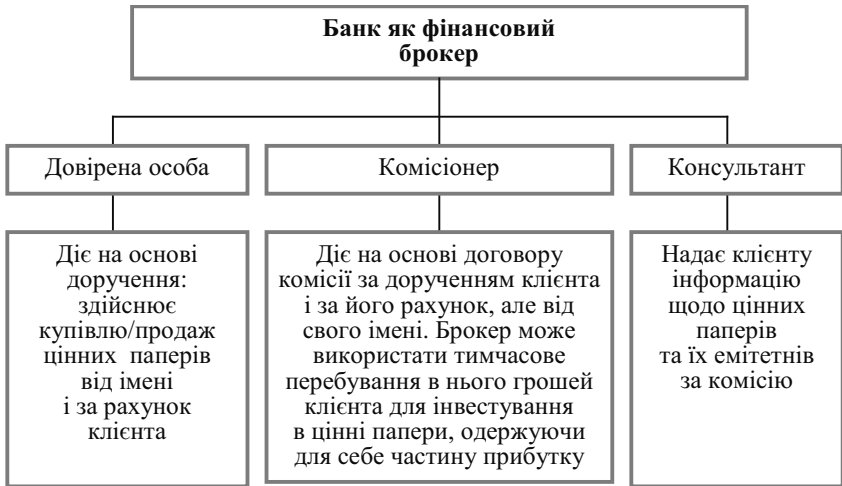 Банк як фінансовий
брокер
Довірена особа
Комісіонер
Консультант
Діє на основі
доручення:
здійснює
купівлю/продаж
цінних паперів
від імені
і за рахунок
клієнта
Діє на основі договору
комісії за дорученням клієнта
і за його рахунок, але від
свого імені. Брокер може
використати тимчасове
перебування в нього грошей
клієнта для інвестування
в цінні папери, одержуючи
для себе частину прибутку
Надає клієнту
інформацію
щодо цінних
паперів
та їх емітетнів
за комісію